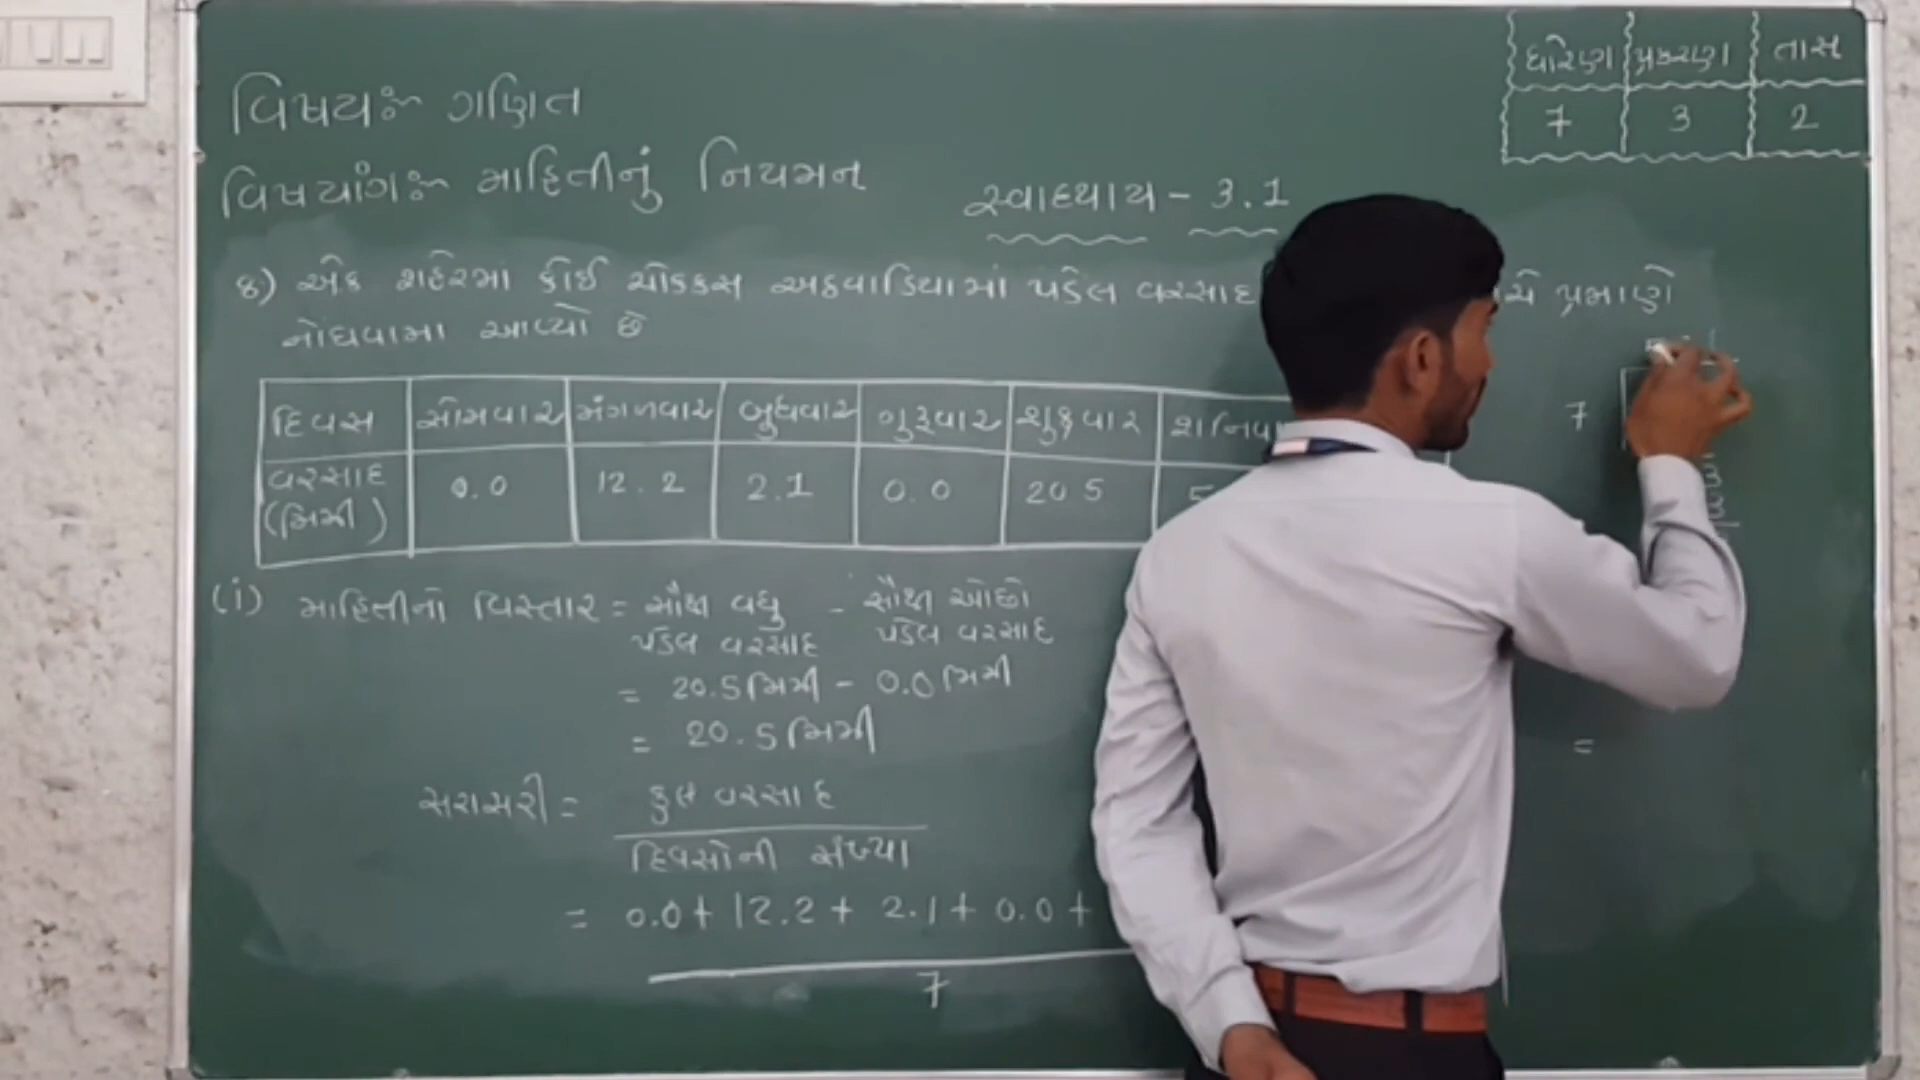 ધોરણ પ્રકરણ તાસ
7 3 2
વિષયઃ- ગણિત
વિષયાંગઃ- માહિતીનું નિયમન
સ્વાધ્યાય - 3.1
8) એક શહેરમા કોઈ ચોક્કસ અઠવાડિયામાં પડેલ વરસાદ પ્રમાણે
નોંધવામા આવ્યો છે
દિવસ સોમવાર મંગળવાર બુધવાર ગુરૂવાર શુક્રવાર
વરસાદ 0.0 12.2 2.1 0.0 20 5 5
(મિમી)
7
(i) માહિતીનો વિસ્તાર = સૌથી વધુ - સૌથી ઓછો
પડેલ વરસાદ પડેલ વરસાદ
= 20.5 મિમી - 0.0 મિમી
= 20.5 મિમી
=
સરાસરી = કુલ વરસાદ
દિવસોની સંખ્યા
= 0.0 + 12.2 + 2.1 + 0.0 +
7